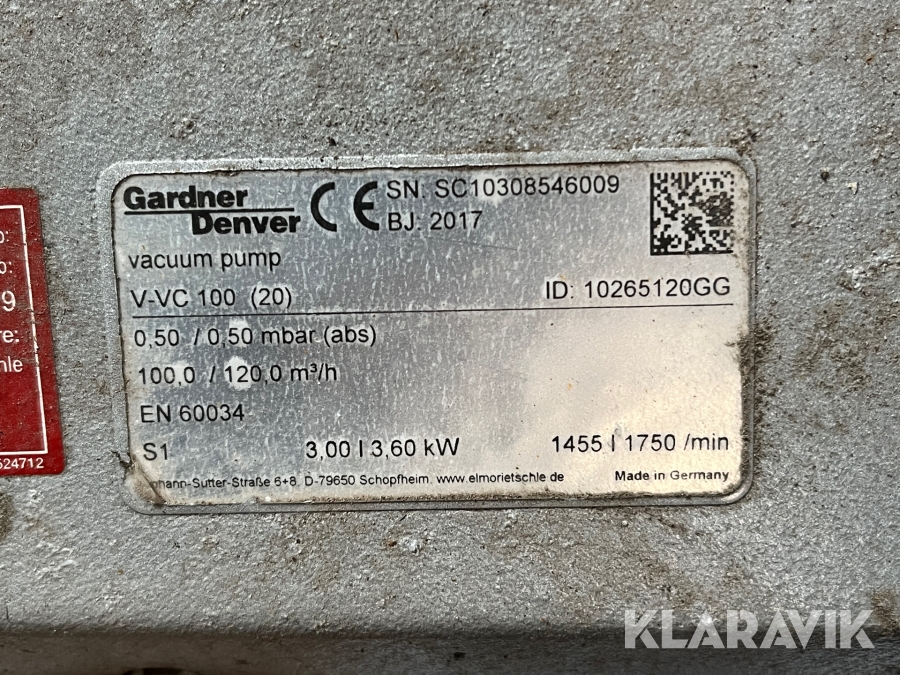 Gardner
Denver
CE
SN: SC10308546009
BJ: 2017
vacuum pump
V-VC 100 (20)
ID: 10265120GG
0,50 / 0,50 mbar (abs)
100,0 / 120,0 m³/h
EN 60034
S1 3,00 I 3,60 kW 1455 I 1750 /min
-Sutter-Straße 6+8, D-79650 Schopfheim. www.elmorietschle.de Made in Germany
9
524712
KLARAVIK